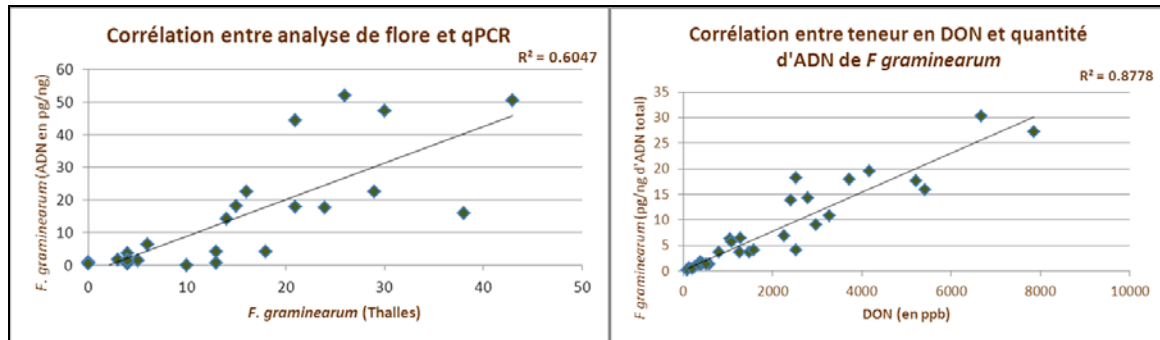 Corrélation entre analyse de flore et qPCR
R² = 0.6047
F. graminearum (ADN en pg/ng)
60
50
40
30
20
10
0
0 10 20 30 40 50
F. graminearum (Thalles)
Corrélation entre teneur en DON et quantité
d'ADN de F graminearum
R² = 0.8778
F graminearum (pg/ng d'ADN total)
35
30
25
20
15
10
5
0
0 2000 4000 6000 8000 10000
DON (en ppb)